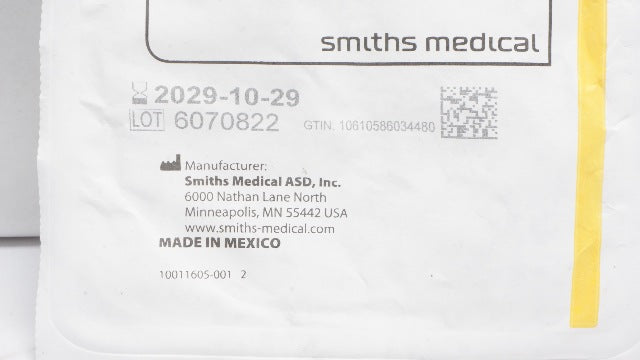 smiths medical
2029-10-29
LOT 6070822 GTIN. 10610586034480
Manufacturer:
Smiths Medical ASD, Inc.
6000 Nathan Lane North
Minneapolis, MN 55442 USA
www.smiths-medical.com
MADE IN MEXICO
10011605-001 2